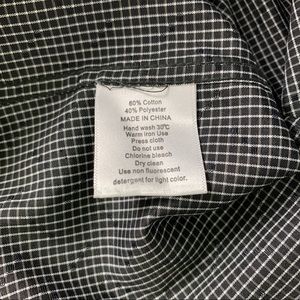 60% Cotton
40% Polyester
MADE IN CHINA
Hand wash 30℃
Warm iron Use
Press cloth
Do not use
Chlorine bleach
Dry clean
Use non fluorescent
detergent for light color.